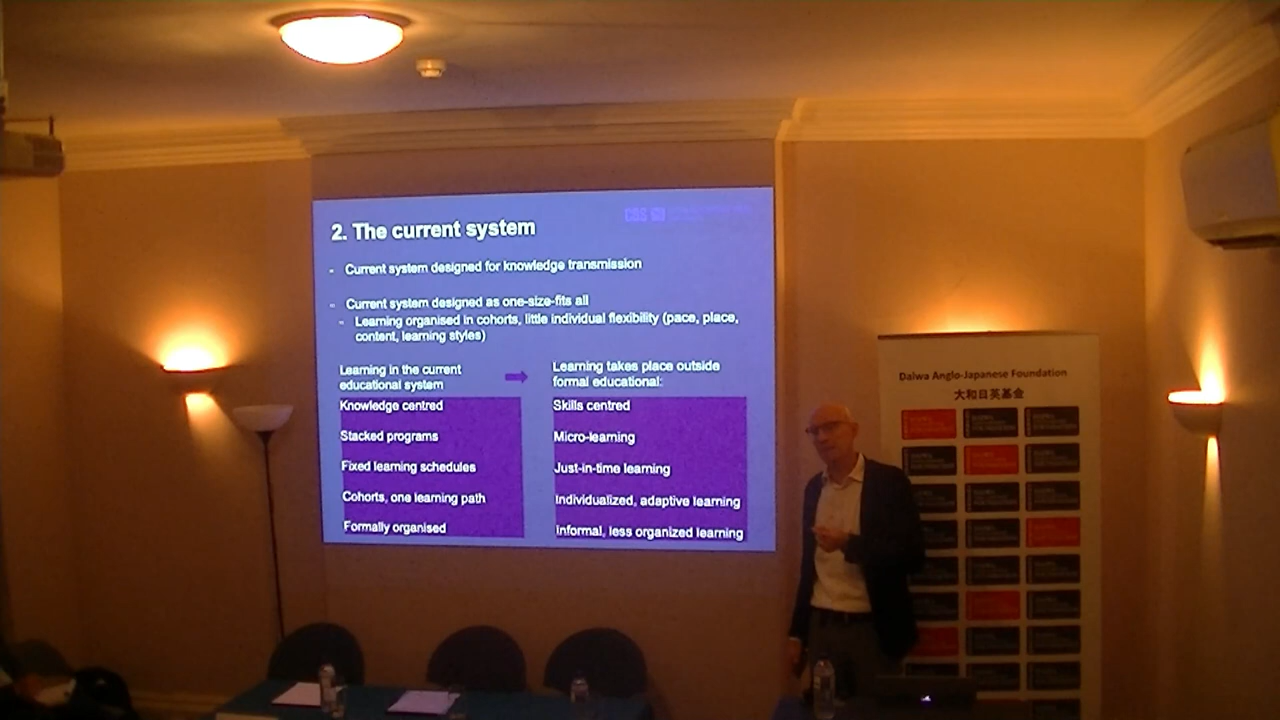 CBS
2. The current system
- Current system designed for knowledge transmission
- Current system designed as one-size-fits all
- Learning organised in cohorts, little individual flexibility (pace, place,
content, learning styles)
Learning in the current
educational system
Knowledge centred
Stacked programs
Fixed learning schedules
Cohorts, one learning path
Formally organised
Learning takes place outside
formal educational:
Skills centred
Micro-learning
Just-in-time learning
Individualized, adaptive learning
Informal, less organized learning
Daiwa Anglo-Japanese Foundation
大和日英基金